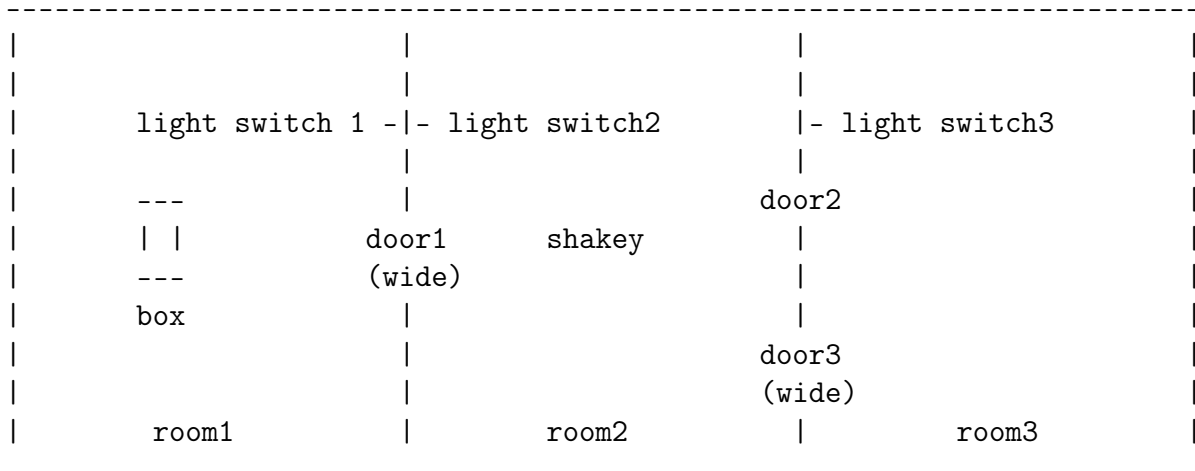 light switch 1 -|- light switch2 |- light switch3
door2
door1 shakey
(wide)
box
door3
(wide)
room1 room2 room3